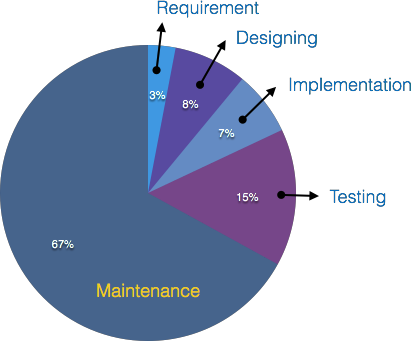 Requirement
Designing
Implementation
3%
8%
7%
15%
Testing
67%
Maintenance